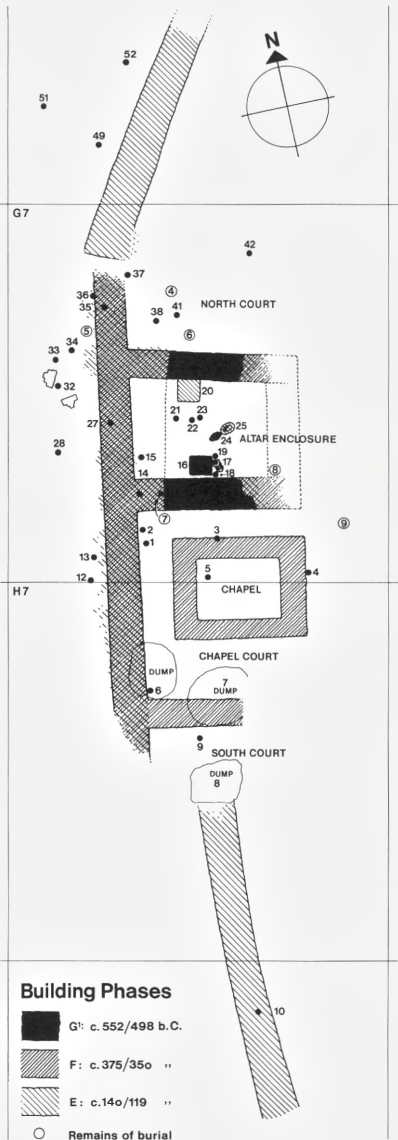 52
N
51
49
G7
42
37
④
36
NORTH COURT
35
41
38
⑤
⑥
34
33
20
32
21
23
22
25
27
24
ALTAR ENCLOSURE
28
15
19
16
17
⑧
14
18
⑦
⑨
2
3
1
13
5
4
12
CHAPEL
H7
CHAPEL COURT
DUMP
7
6
DUMP
9
SOUTH COURT
DUMP
8
10
Building Phases
G¹: c. 552/498 b.C.
F: c. 375/35o ,,
E: c. 14o/119 ,,
Remains of burial